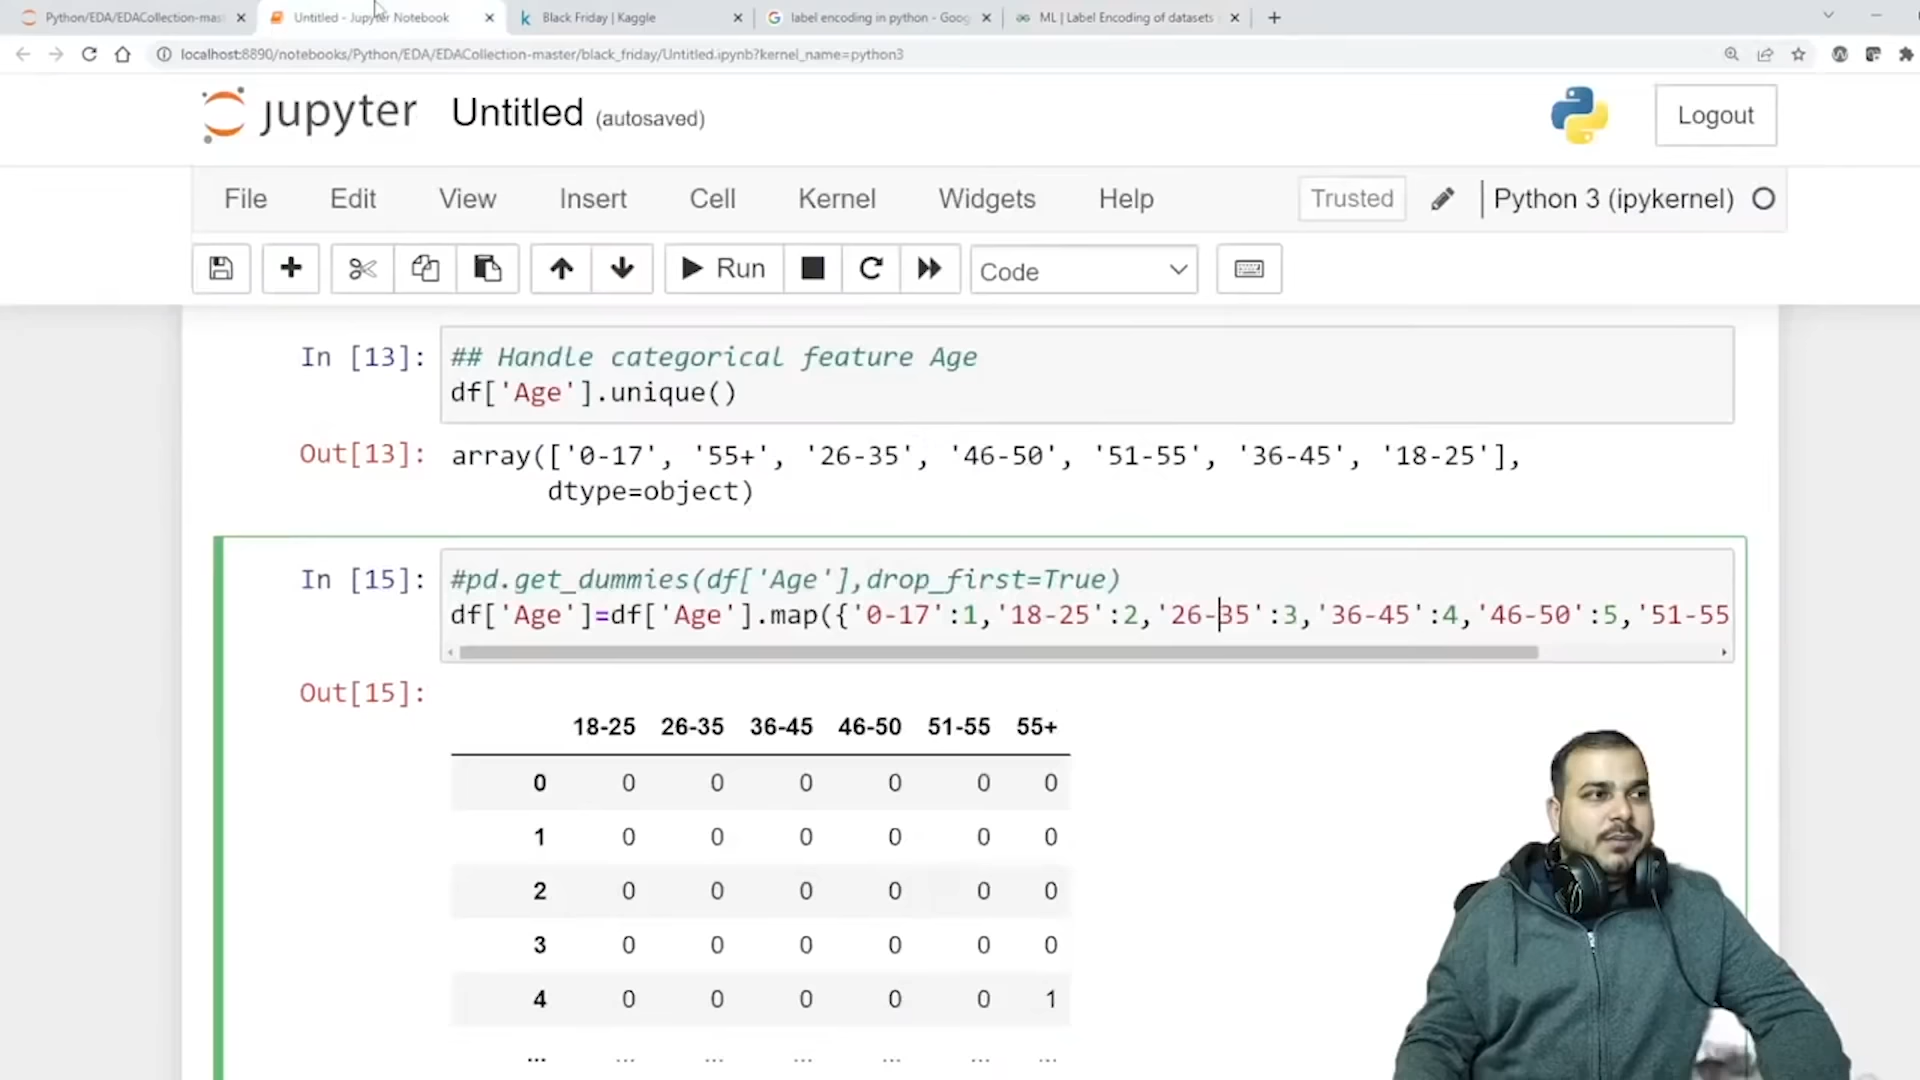 Python/EDA/EDACollection-mast
Untitled - Jupyter Notebook
Black Friday | Kaggle
label encoding in python - Goog
ML | Label Encoding of datasets
localhost:8890/notebooks/Python/EDA/EDACollection-master/black_friday/Untitled.ipynb?kernel_name=python3
jupyter Untitled (autosaved) Logout
File Edit View Insert Cell Kernel Widgets Help Trusted Python 3 (ipykernel)
Run Code
In [13]: ## Handle categorical feature Age
df['Age'].unique()
Out[13]: array(['0-17', '55+', '26-35', '46-50', '51-55', '36-45', '18-25'],
dtype=object)
In [15]: #pd.get_dummies(df['Age'],drop_first=True)
df['Age']=df['Age'].map({'0-17':1,'18-25':2,'26-35':3,'36-45':4,'46-50':5,'51-55
Out[15]:
18-25 26-35 36-45 46-50 51-55 55+
0 0 0 0 0 0 0
1 0 0 0 0 0 0
2 0 0 0 0 0 0
3 0 0 0 0 0 0
4 0 0 0 0 0 1
... ... ... ... ... ... ...